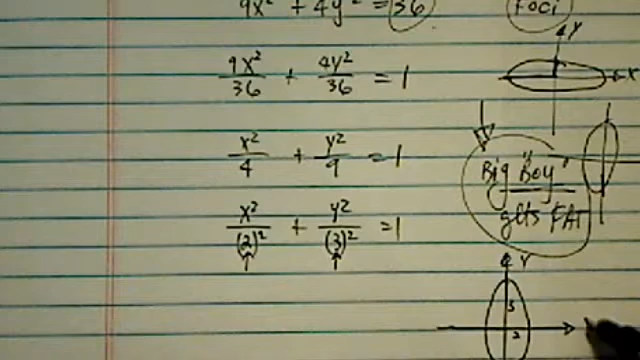 9x² + 4y² = 36
Foci
9x²/36 + 4y²/36 = 1
y
x
x²/4 + y²/9 = 1
Big "Boy"
gets FAT
x²/(2)² + y²/(3)² = 1
y
3
2